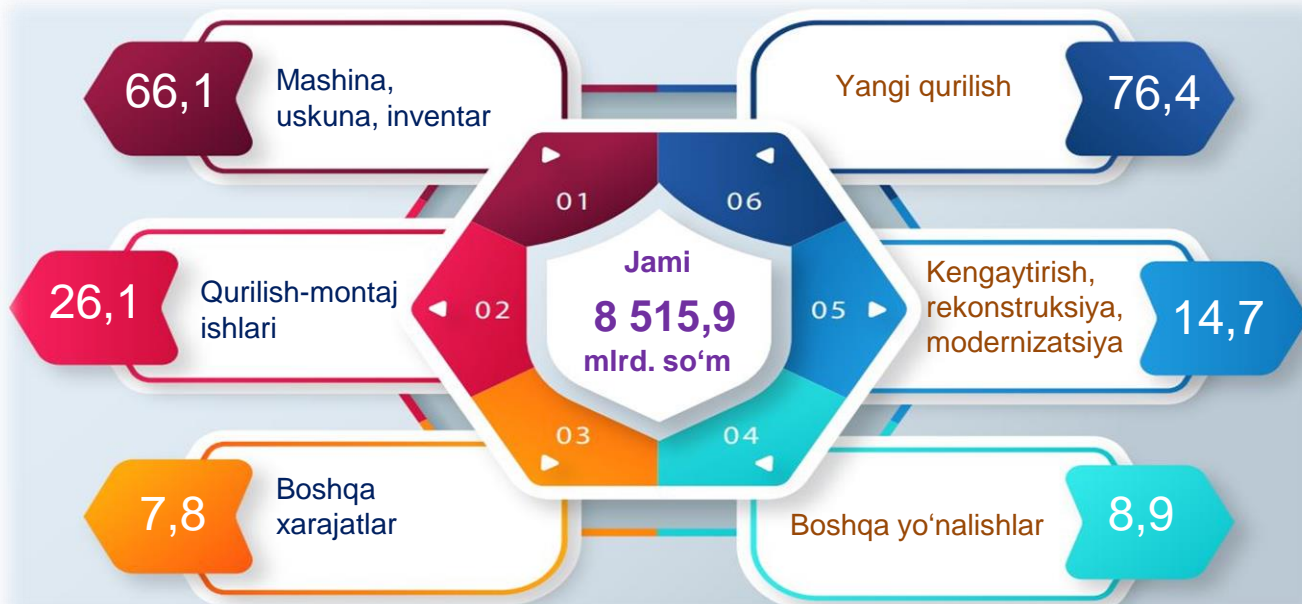 66,1
Mashina,
uskuna, inventar
Yangi qurilish
76,4
01
06
26,1
Qurilish-montaj
ishlari
02
Jami
8 515,9
mlrd. so‘m
05
Kengaytirish,
rekonstruksiya,
modernizatsiya
14,7
03
04
7,8
Boshqa
xarajatlar
Boshqa yo‘nalishlar
8,9